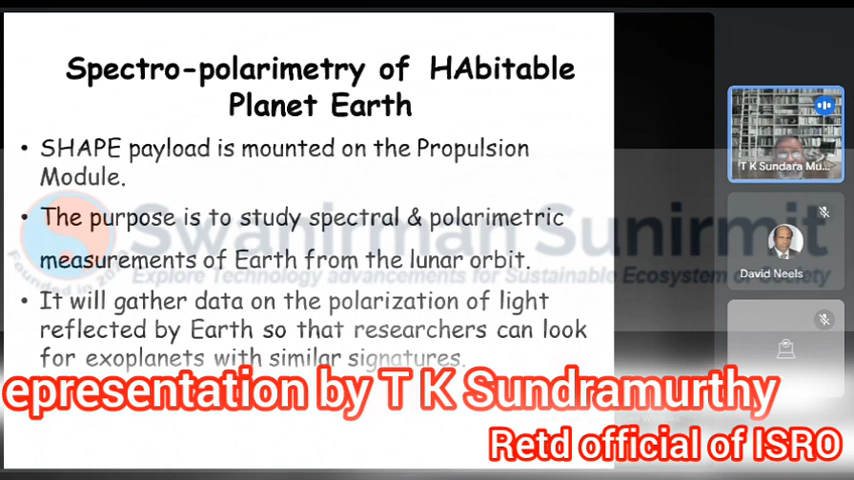 Spectro-polarimetry of HAbitable
Planet Earth
• SHAPE payload is mounted on the Propulsion
Module.
• The purpose is to study spectral & polarimetric
measurements of Earth from the lunar orbit.
• It will gather data on the polarization of light
reflected by Earth so that researchers can look
for exoplanets with similar signatures.
Swanirman Sunirmit
Explore Technology advancements for Sustainable Ecosystem of Society
Founded in
T K Sundara Mu...
David Neels
epresentation by T K Sundramurthy
Retd official of ISRO